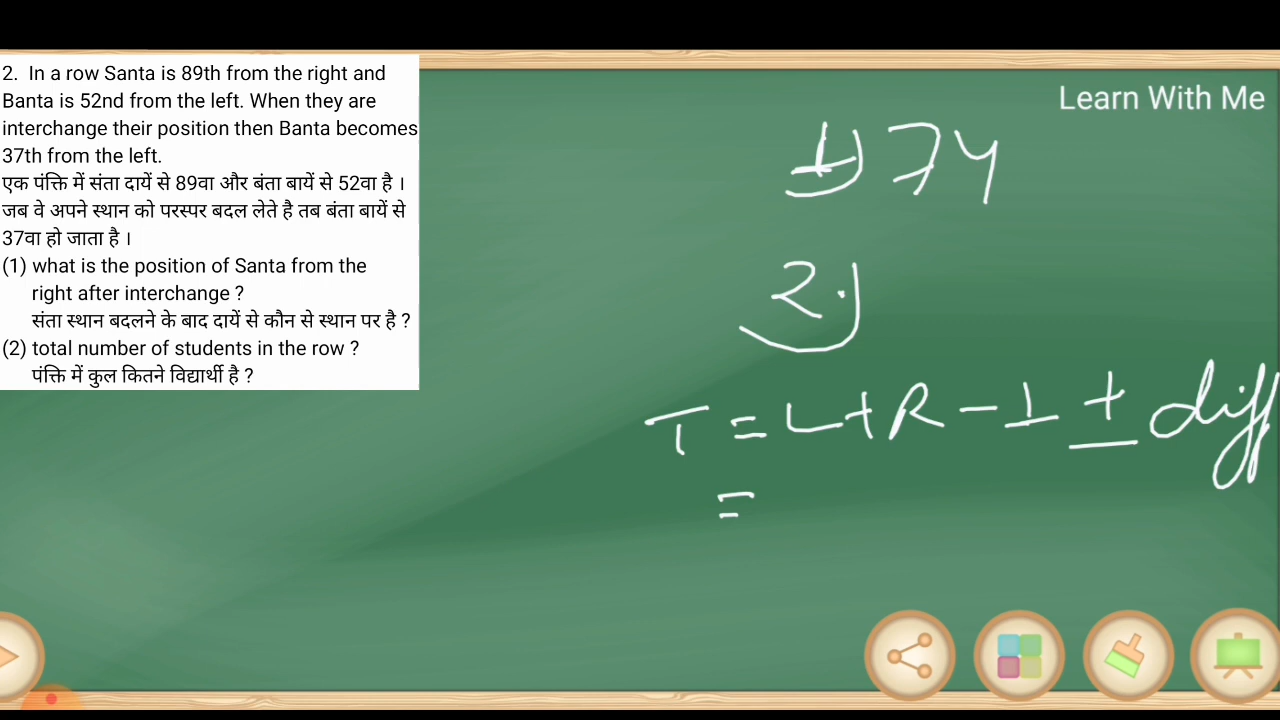 2. In a row Santa is 89th from the right and
Banta is 52nd from the left. When they are
interchange their position then Banta becomes
37th from the left.
एक पंक्ति में संता दायें से 89वा और बंता बायें से 52वा है ।
जब वे अपने स्थान को परस्पर बदल लेते है तब बंता बायें से
37वा हो जाता है ।
(1) what is the position of Santa from the
right after interchange ?
संता स्थान बदलने के बाद दायें से कौन से स्थान पर है ?
(2) total number of students in the row ?
पंक्ति में कुल कितने विद्यार्थी है ?
Learn With Me
1) 74
2.)
T = L + R - 1 ± diff
=